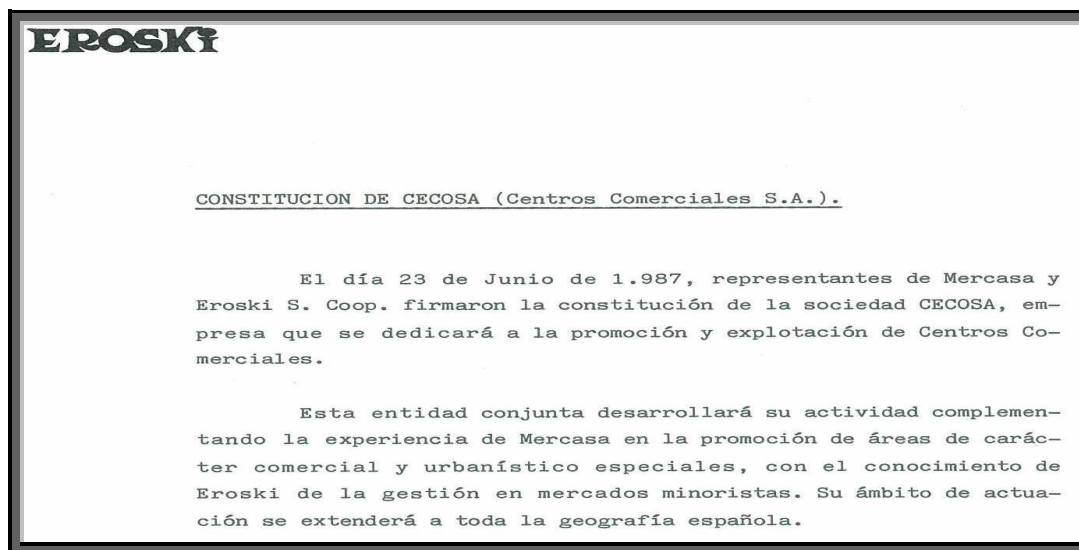 EROSKI
CONSTITUCION DE CECOSA (Centros Comerciales S.A.).
El día 23 de Junio de 1.987, representantes de Mercasa y
Eroski S. Coop. firmaron la constitución de la sociedad CECOSA, em-
presa que se dedicará a la promoción y explotación de Centros Co-
merciales.
Esta entidad conjunta desarrollará su actividad complemen-
tando la experiencia de Mercasa en la promoción de áreas de carác-
ter comercial y urbanístico especiales, con el conocimiento de
Eroski de la gestión en mercados minoristas. Su ámbito de actua-
ción se extenderá a toda la geografía española.